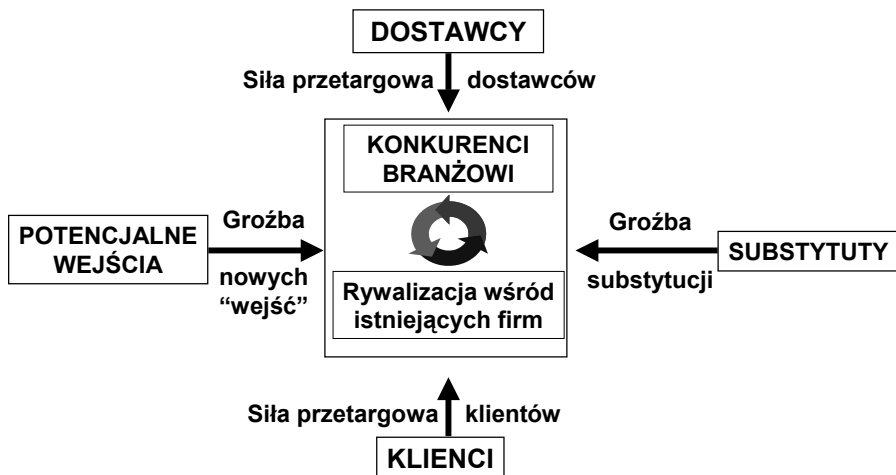 DOSTAWCY
Siła przetargowa dostawców
KONKURENCI
BRANŻOWI
POTENCJALNE
WEJŚCIA
Groźba
nowych
“wejść”
Groźba
substytucji
SUBSTYTUTY
Rywalizacja wśród
istniejących firm
Siła przetargowa klientów
KLIENCI